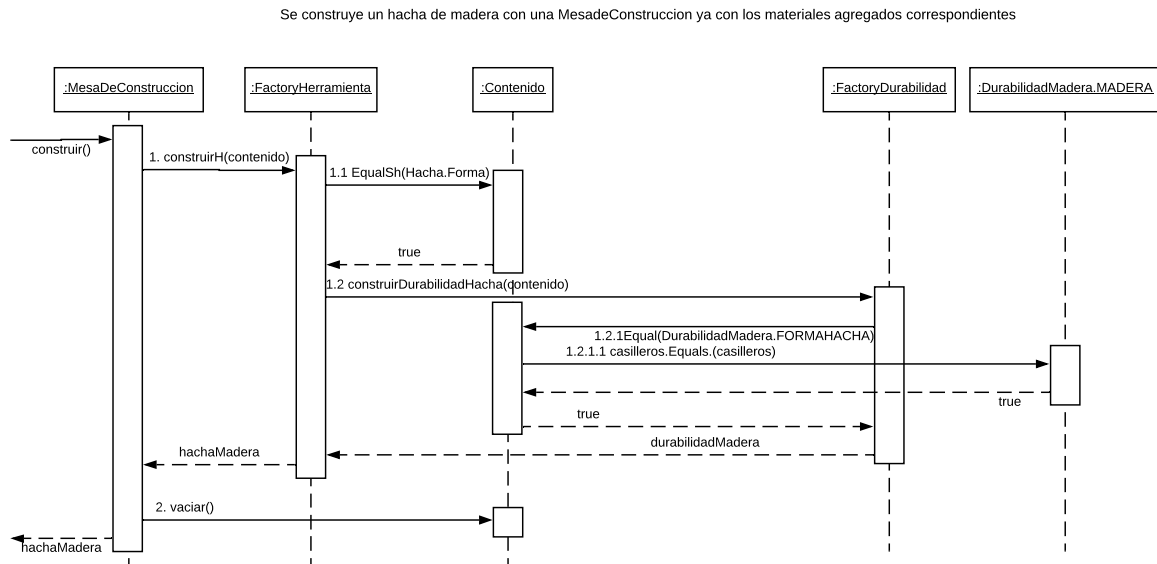 Se construye un hacha de madera con una MesadeConstruccion ya con los materiales agregados correspondientes
:MesaDeConstruccion
:FactoryHerramienta
:Contenido
:FactoryDurabilidad
:DurabilidadMadera.MADERA
construir()
1. construirH(contenido)
1.1 EqualSh(Hacha.Forma)
true
1.2 construirDurabilidadHacha(contenido)
1.2.1Equal(DurabilidadMadera.FORMAHACHA)
1.2.1.1 casilleros.Equals.(casilleros)
true
true
durabilidadMadera
hachaMadera
2. vaciar()
hachaMadera